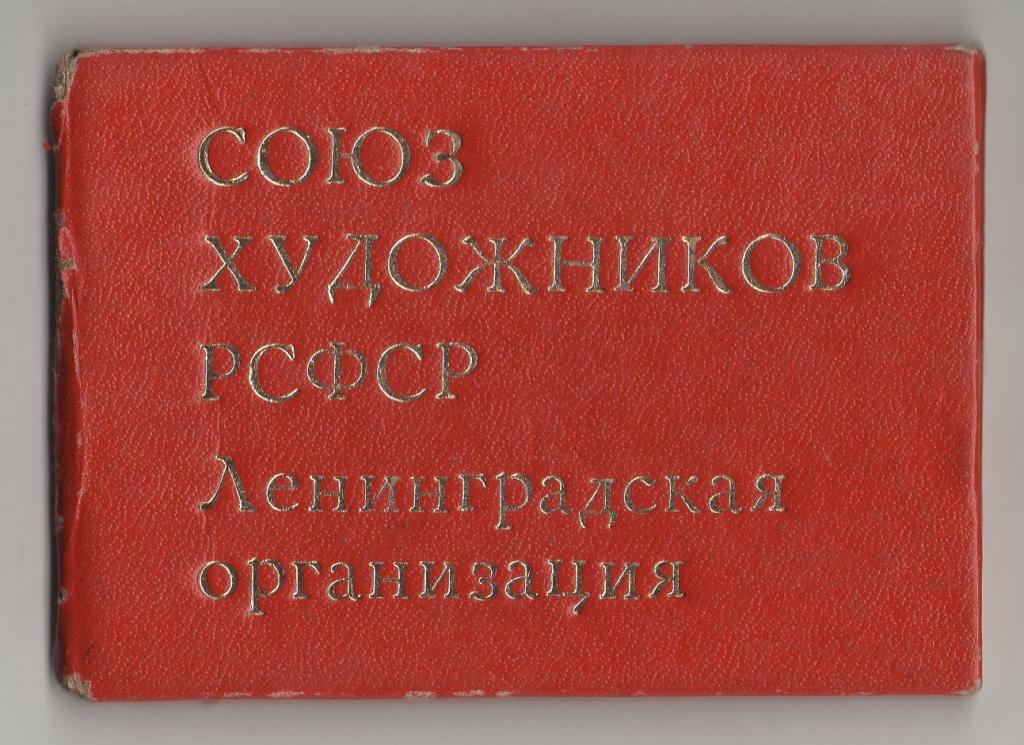 СОЮЗ
ХУДОЖНИКОВ
РСФСР
Ленинградская
организация